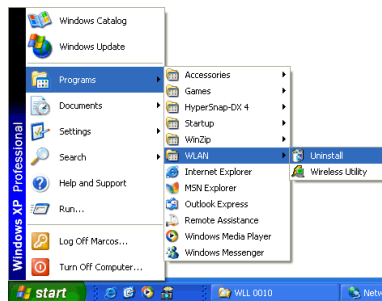 Windows Catalog
Windows Update
Programs
Documents
Settings
Search
Help and Support
Run...
Log Off Marcos...
Turn Off Computer...
Windows XP Professional
Accessories
Games
HyperSnap-DX 4
Startup
WinZip
WLAN
Internet Explorer
MSN Explorer
Outlook Express
Remote Assistance
Windows Media Player
Windows Messenger
Uninstall
Wireless Utility
start
WLL 0010
Netw